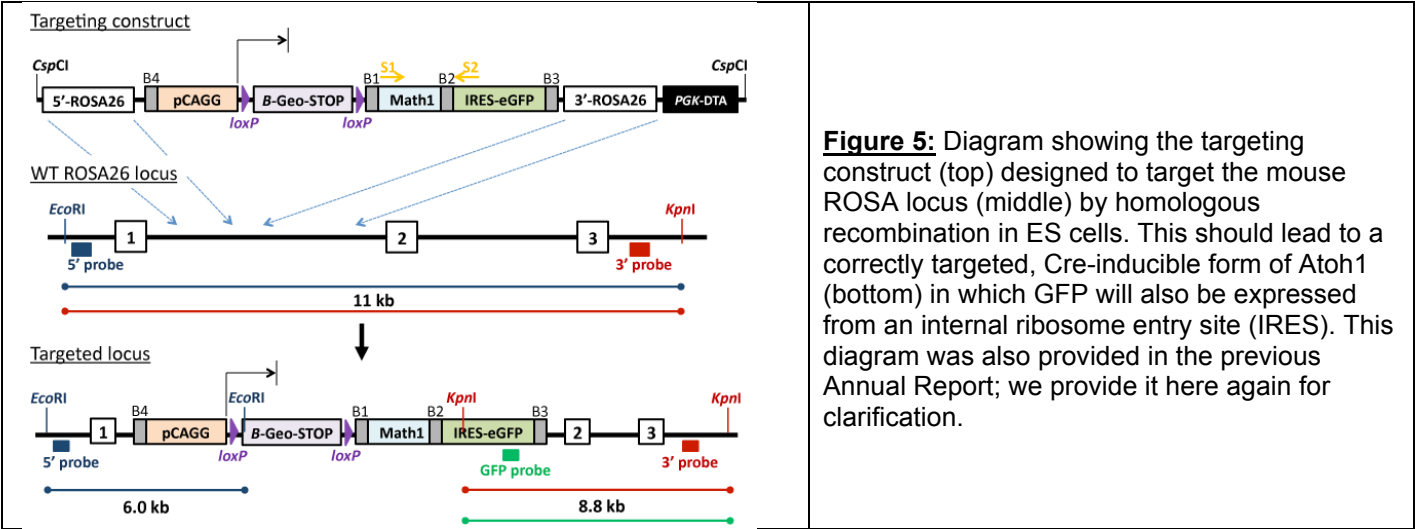 Targeting construct
CspCI
CspCI
B4
B1
S1
B2
S2
B3
5'-ROSA26
pCAGG
B-Geo-STOP
Math1
IRES-eGFP
3'-ROSA26
PGK-DTA
loxP
loxP
WT ROSA26 locus
EcoRI
KpnI
1
2
3
5' probe
3' probe
11 kb
Targeted locus
EcoRI
B4
EcoRI
B1
B2
KpnI
B3
KpnI
1
pCAGG
B-Geo-STOP
Math1
IRES-eGFP
2
3
5' probe
loxP
loxP
GFP probe
3' probe
6.0 kb
8.8 kb
Figure 5: Diagram showing the targeting
construct (top) designed to target the mouse
ROSA locus (middle) by homologous
recombination in ES cells. This should lead to a
correctly targeted, Cre-inducible form of Atoh1
(bottom) in which GFP will also be expressed
from an internal ribosome entry site (IRES). This
diagram was also provided in the previous
Annual Report; we provide it here again for
clarification.